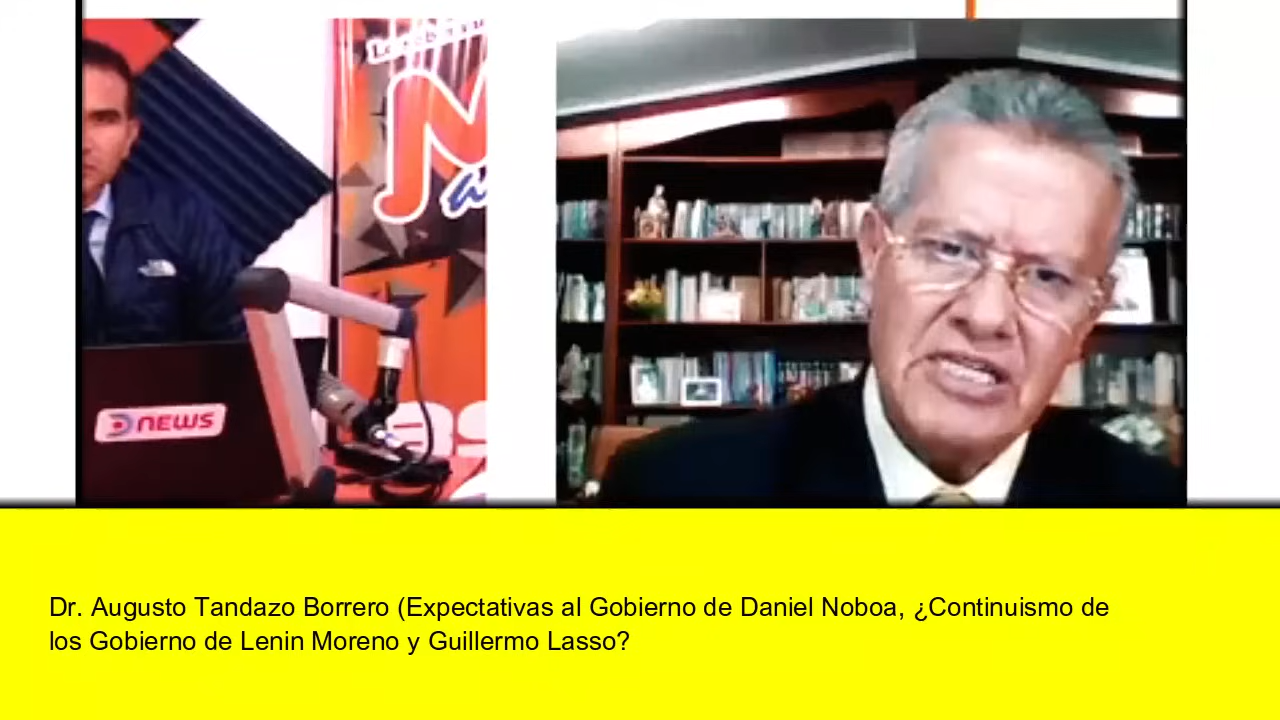 M
a
D NEWS
Dr. Augusto Tandazo Borrero (Expectativas al Gobierno de Daniel Noboa, ¿Continuismo de
los Gobierno de Lenin Moreno y Guillermo Lasso?